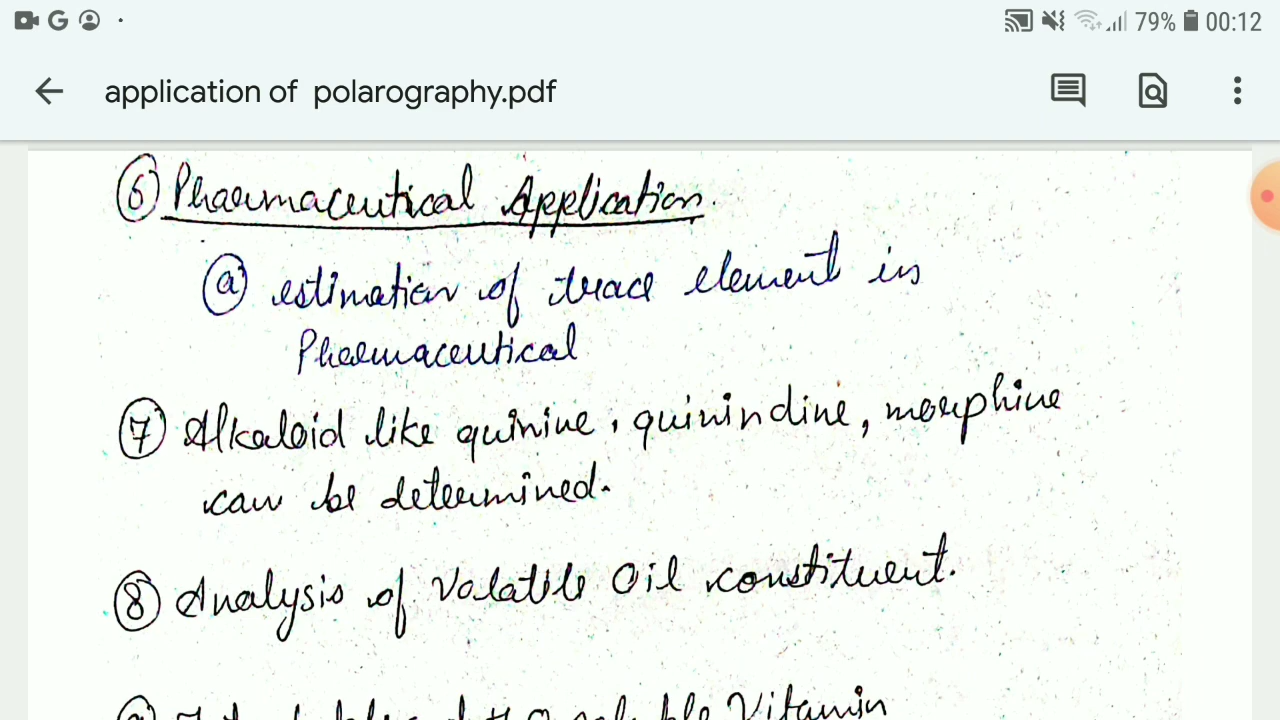 79% 00:12
application of polarography.pdf
⑥ Pharmaceutical Application.
ⓐ estimation of trace element in
Pharmaceutical
⑦ Alkaloid like quinine, quinindine, morphine
can be determined.
⑧ Analysis of Volatile Oil constituent.
Vitamin